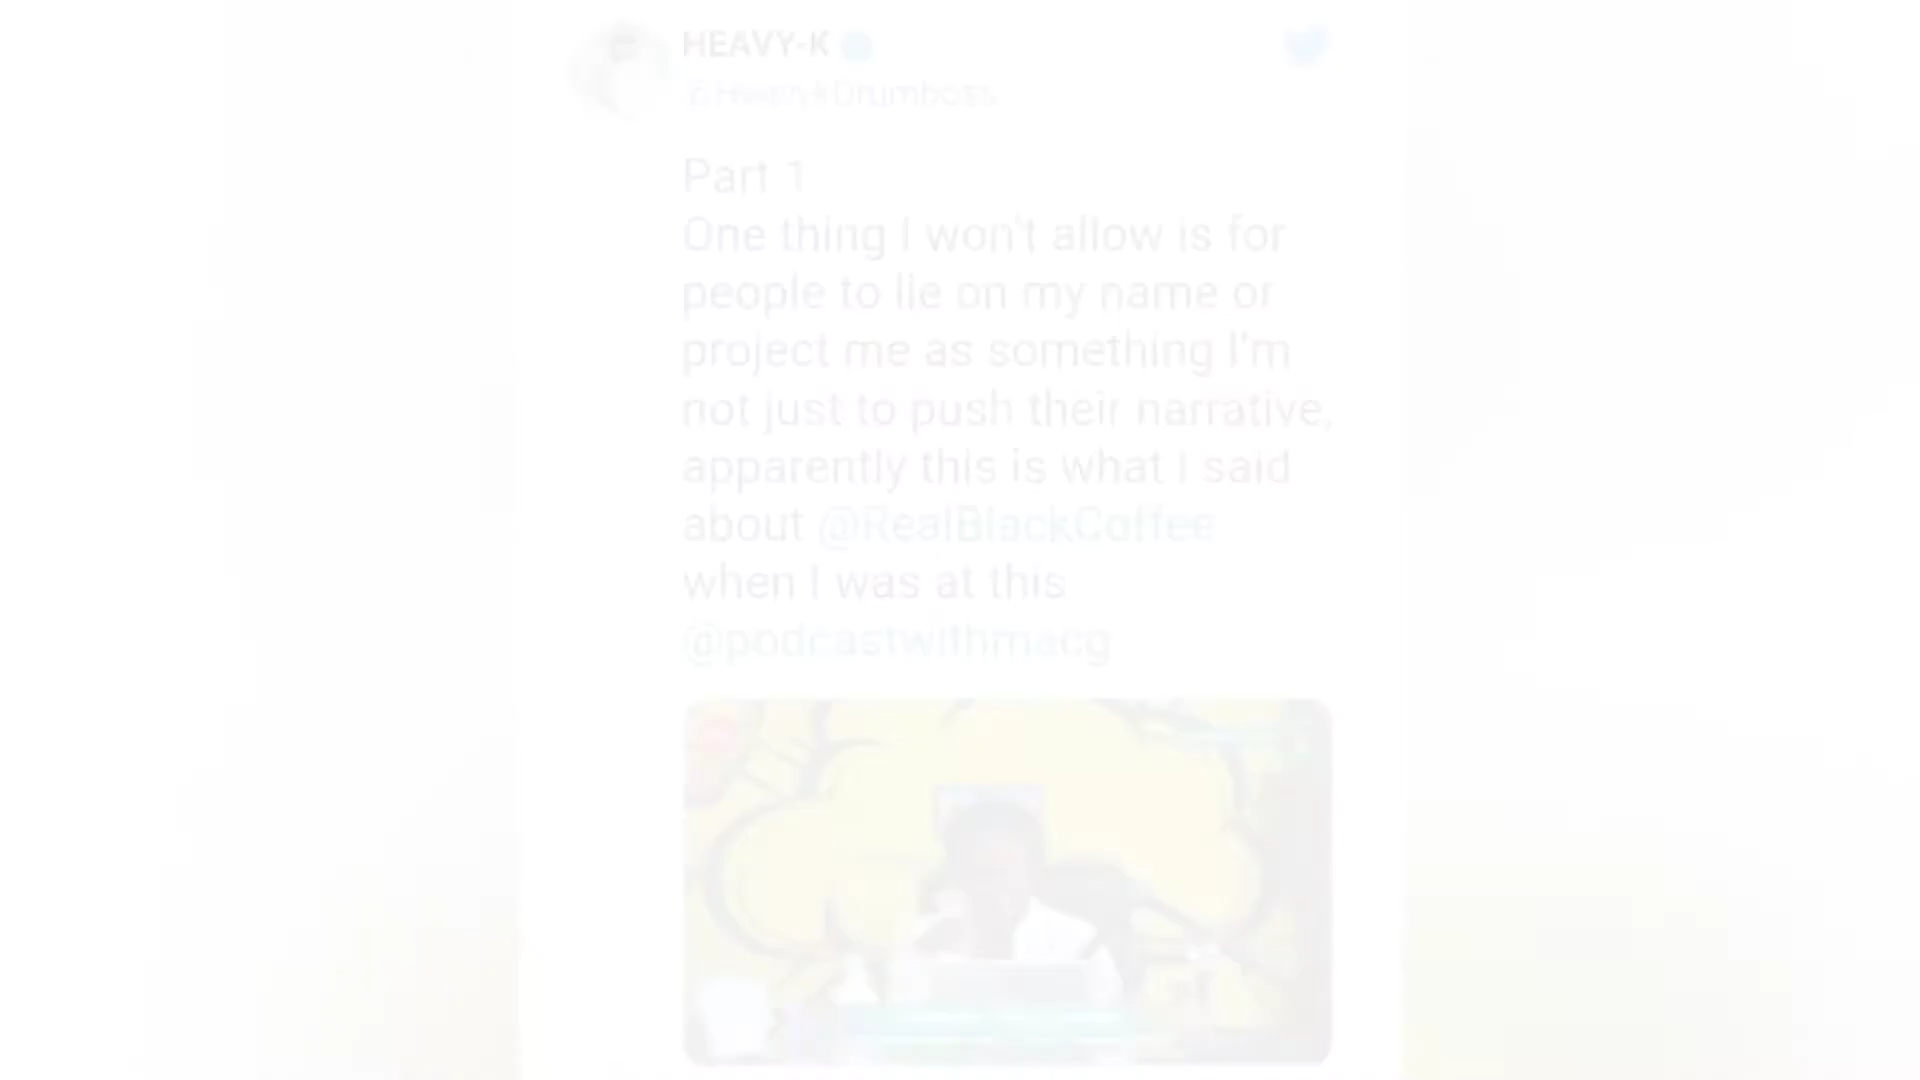 HEAVY-K
@HeavykDrumboss
Part 1
One thing I won't allow is for
people to lie on my name or
project me as something I'm
not just to push their narrative,
apparently this is what I said
about @RealBlackCoffee
when I was at this
@podcastwithmacg